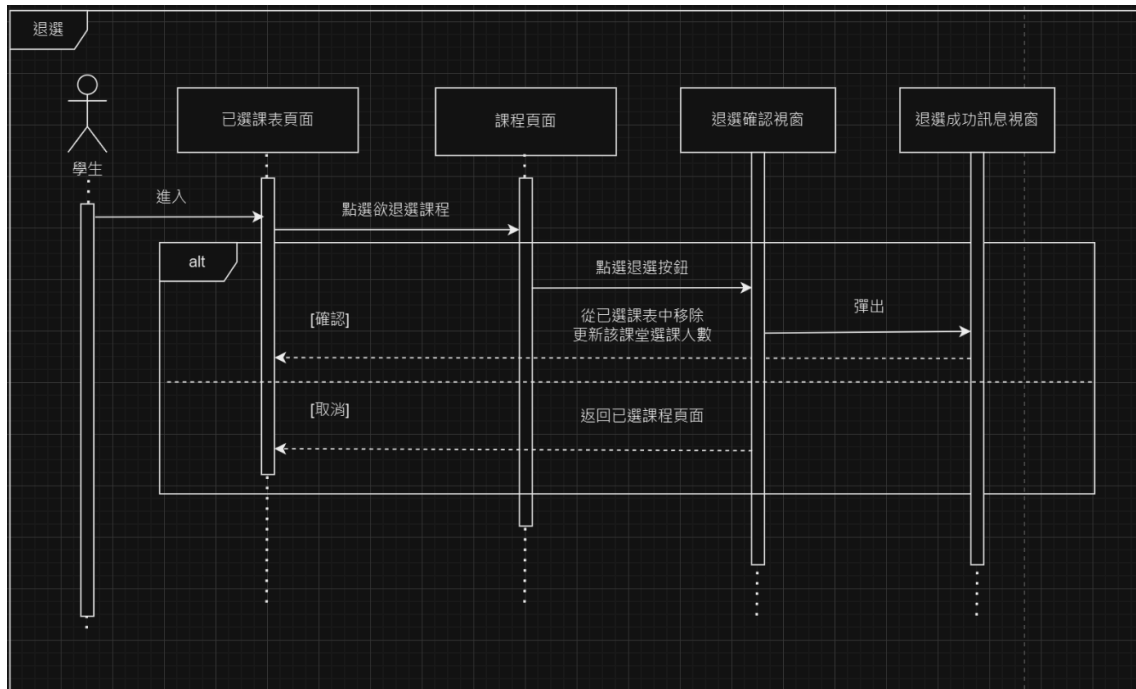 退選
已選課表頁面
課程頁面
退選確認視窗
退選成功訊息視窗
學生
進入
點選欲退選課程
alt
點選退選按鈕
彈出
[確認]
從已選課表中移除
更新該課堂選課人數
[取消]
返回已選課程頁面